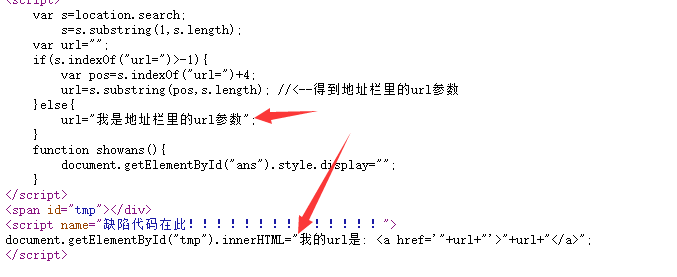 <script>
var s=location.search;
s=s.substring(1,s.length);
var url="";
if(s.indexOf("url=")>-1){
var pos=s.indexOf("url=")+4;
url=s.substring(pos,s.length); //<--得到地址栏里的url参数
}else{
url="我是地址栏里的url参数";
}
function showans(){
document.getElementById("ans").style.display="";
}
</script>
<span id="tmp"></div>
<script name="缺陷代码在此！！！！！！！！！！！！！！">
document.getElementById("tmp").innerHTML="我的url是: <a href='"+url+"'>"+url+"</a>";
</script>